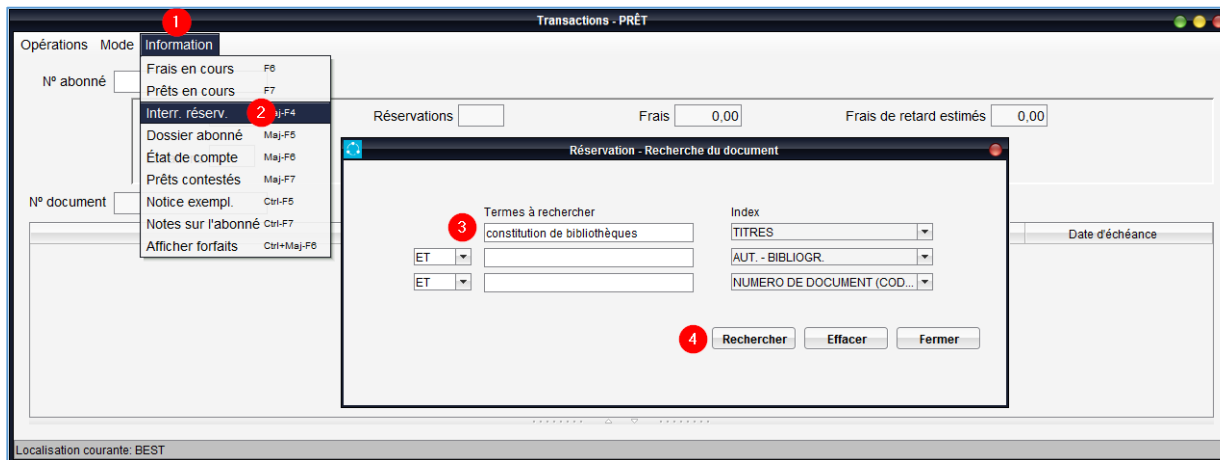 1
Transactions - PRÊT
Opérations Mode Information
Frais en cours F6
Nº abonné
Prêts en cours F7
Interr. réserv. 2 aj-F4
Réservations Frais 0,00 Frais de retard estimés 0,00
Dossier abonné Maj-F5
État de compte Maj-F6
Prêts contestés Maj-F7
Nº document
Notice exempl. Ctrl-F5
Notes sur l'abonné Ctrl-F7
Afficher forfaits Ctrl+Maj-F6
Date d'échéance
Réservation - Recherche du document
Termes à rechercher Index
3 constitution de bibliothèques TITRES
ET AUT. - BIBLIOGR.
ET NUMERO DE DOCUMENT (COD...
4 Rechercher Effacer Fermer
Localisation courante: BEST